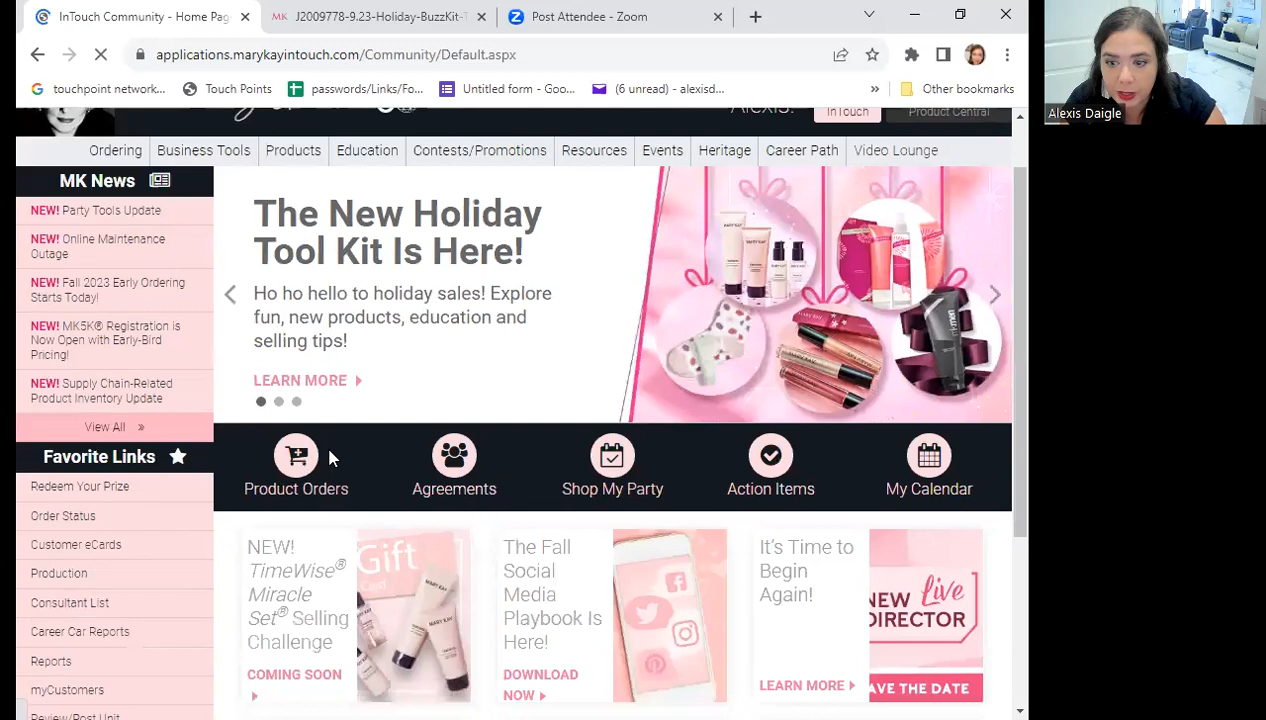 InTouch Community - Home Pag
J2009778-9.23-Holiday-BuzzKit-T
Post Attendee - Zoom
applications.marykayintouch.com/Community/Default.aspx
touchpoint network...
Touch Points
passwords/Links/Fo...
Untitled form - Goo...
(6 unread) - alexisd...
»
Other bookmarks
Alexis Daigle
InTouch
Product Central
Ordering
Business Tools
Products
Education
Contests/Promotions
Resources
Events
Heritage
Career Path
Video Lounge
MK News
NEW! Party Tools Update
NEW! Online Maintenance
Outage
NEW! Fall 2023 Early Ordering
Starts Today!
NEW! MK5K® Registration is
Now Open with Early-Bird
Pricing!
NEW! Supply Chain-Related
Product Inventory Update
View All »
Favorite Links
Redeem Your Prize
Order Status
Customer eCards
Production
Consultant List
Career Car Reports
Reports
myCustomers
Review/Post Unit
The New Holiday
Tool Kit Is Here!
Ho ho hello to holiday sales! Explore
fun, new products, education and
selling tips!
LEARN MORE
Product Orders
Agreements
Shop My Party
Action Items
My Calendar
NEW!
TimeWise®
Miracle
Set® Selling
Challenge
COMING SOON
Gift
Card
The Fall
Social
Media
Playbook Is
Here!
DOWNLOAD
NOW
It's Time to
Begin
Again!
LEARN MORE
NEW Live
DIRECTOR
AVE THE DATE